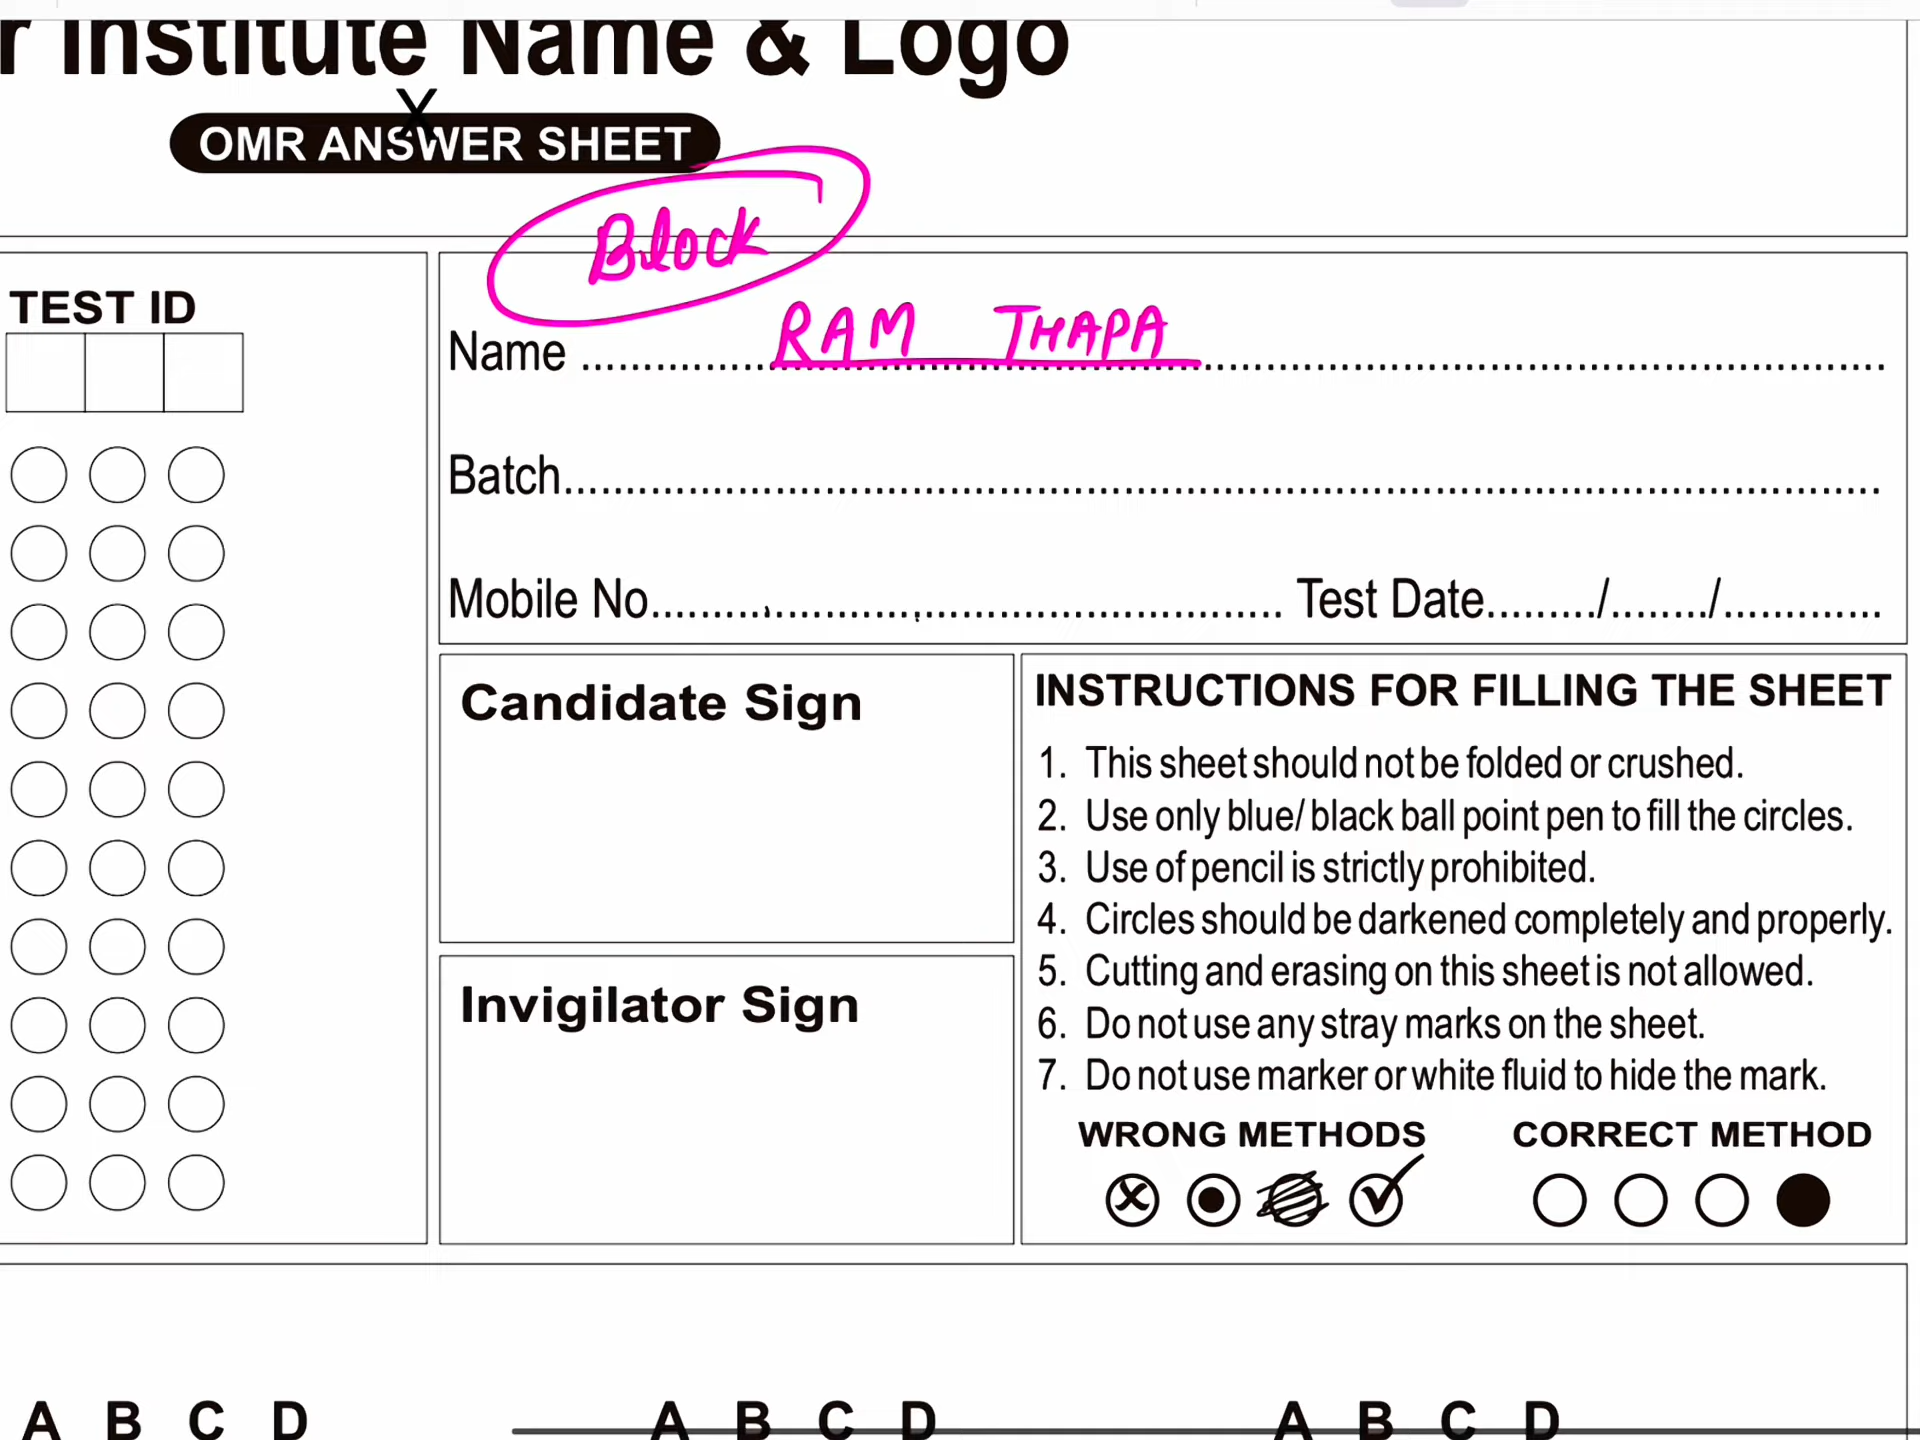 r Institute Name & Logo
X
OMR ANSWER SHEET
Block
TEST ID
Name ............ RAM THAPA ............
Batch............
Mobile No............ Test Date......../......../............
Candidate Sign
INSTRUCTIONS FOR FILLING THE SHEET
1. This sheet should not be folded or crushed.
2. Use only blue/ black ball point pen to fill the circles.
3. Use of pencil is strictly prohibited.
4. Circles should be darkened completely and properly.
5. Cutting and erasing on this sheet is not allowed.
6. Do not use any stray marks on the sheet.
7. Do not use marker or white fluid to hide the mark.
Invigilator Sign
WRONG METHODS CORRECT METHOD
A B C D A B C D A B C D